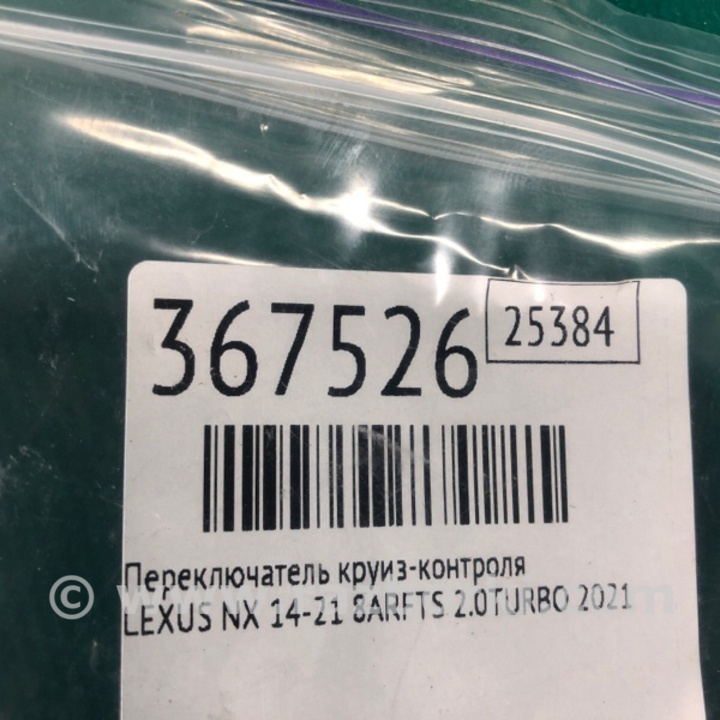 367526
25384
Переключатель круиз-контроля
LEXUS NX 14-21 8ARFTS 2.0TURBO 2021